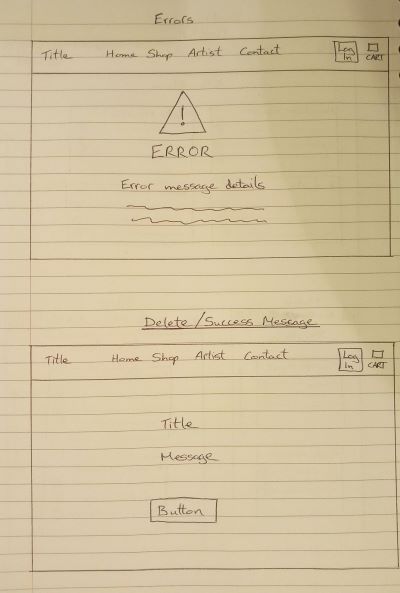 Errors
Title Home Shop Artist Contact Log In CART
!
ERROR
Error message details
Delete/Success Message
Title Home Shop Artist Contact Log In CART
Title
Message
Button